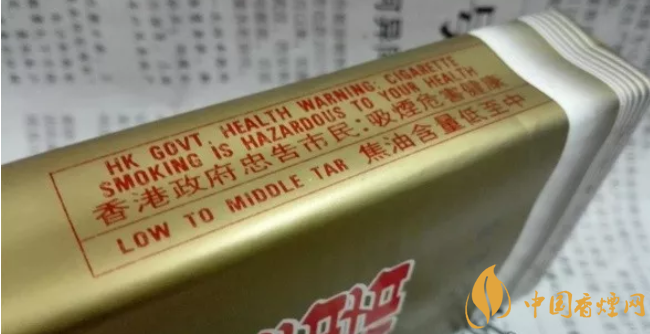 HK GOVT. HEALTH WARNING: CIGARETTE
SMOKING iS HAZARDOUS TO YOUR HEALTH
香港政府忠告市民:吸煙危害健康
LOW TO MIDDLE TAR 焦油含量低至中
中国香烟网